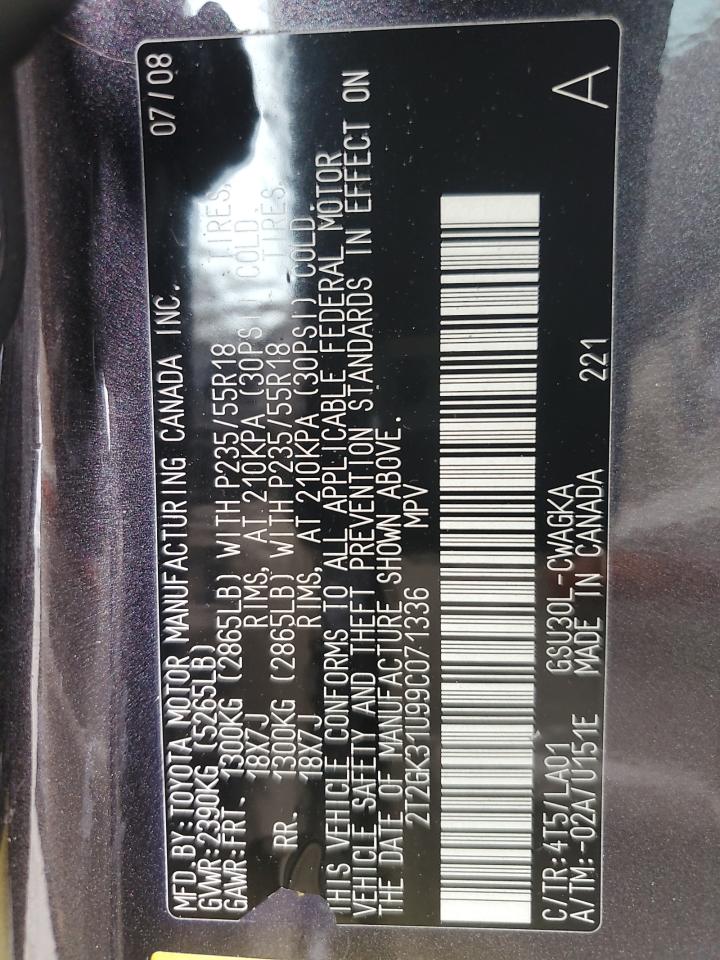 MFD. BY: TOYOTA MOTOR MANUFACTURING CANADA INC. 07/08
GVWR: 2390KG (5265LB)
GAWR: FRT. 1300KG (2865LB) WITH P235/55R18 TIRES,
18X7J RIMS, AT 210KPA (30PSI) COLD.
RR. 1300KG (2865LB) WITH P235/55R18 TIRES,
18X7J RIMS, AT 210KPA (30PSI) COLD.
THIS VEHICLE CONFORMS TO ALL APPLICABLE FEDERAL MOTOR
VEHICLE SAFETY AND THEFT PREVENTION STANDARDS IN EFFECT ON
THE DATE OF MANUFACTURE SHOWN ABOVE.
2T2GK31U99C071336 MPV
C/TR: 4T5/LA01 GSU30L-CWAGKA 221 A
A/TM: -02A/U151E MADE IN CANADA